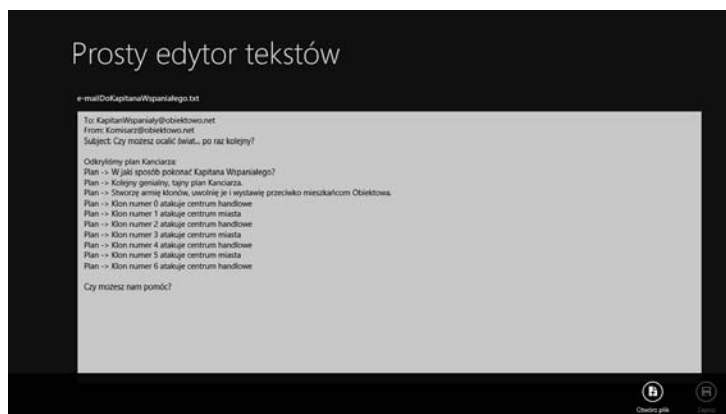 Prosty edytor tekstów
e-mailDoKapitanaWspanialego.txt
To: KapitanWspanialy@obiektowo.net
From: Komisarz@obiektowo.net
Subject: Czy możesz ocalić świat... po raz kolejny?
Odkryliśmy plan Kanciarza:
Plan -> W jaki sposób pokonać Kapitana Wspaniałego?
Plan -> Kolejny genialny, tajny plan Kanciarza.
Plan -> Stworzę armię klonów, uwolnię je i wystawię przeciwko mieszkańcom Obiektowa.
Plan -> Klon numer 0 atakuje centrum handlowe
Plan -> Klon numer 1 atakuje centrum miasta
Plan -> Klon numer 2 atakuje centrum handlowe
Plan -> Klon numer 3 atakuje centrum miasta
Plan -> Klon numer 4 atakuje centrum handlowe
Plan -> Klon numer 5 atakuje centrum miasta
Plan -> Klon numer 6 atakuje centrum handlowe
Czy możesz nam pomóc?
Otwórz plik
Zapisz